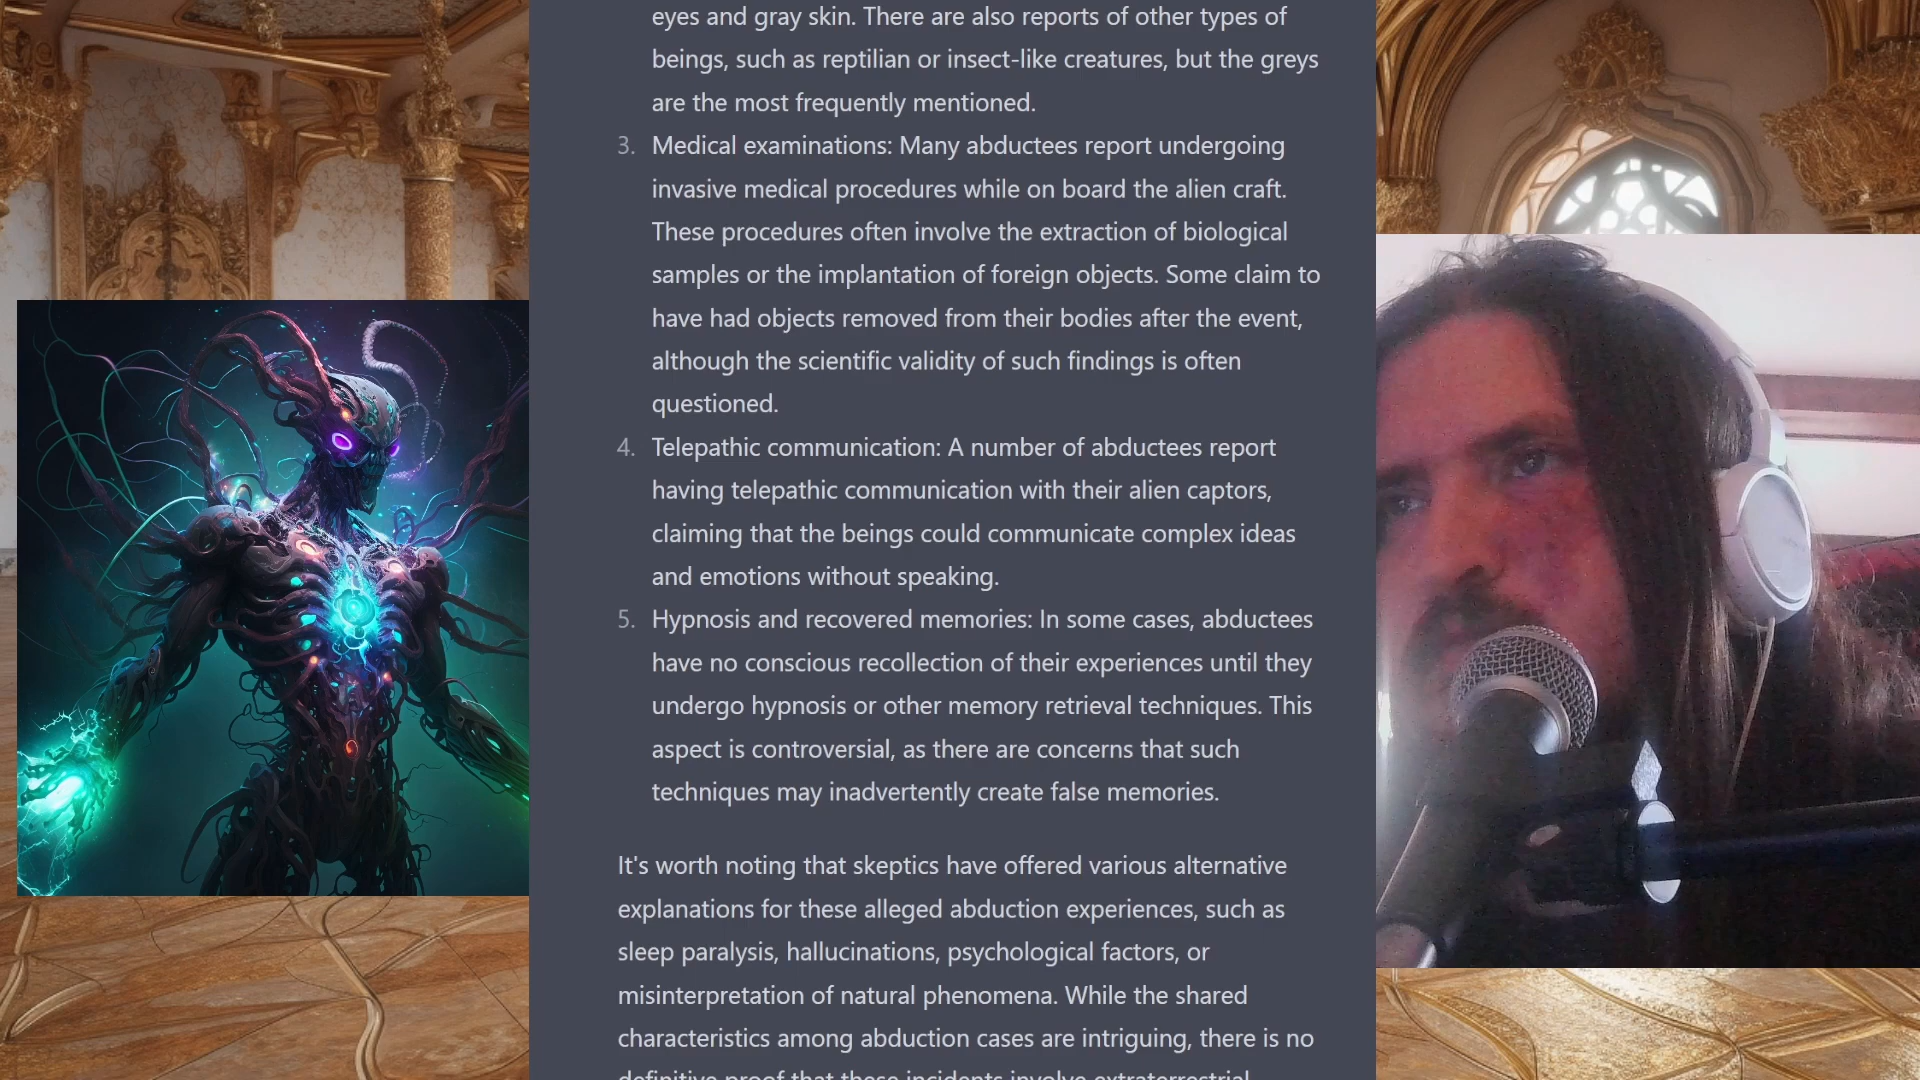 eyes and gray skin. There are also reports of other types of
beings, such as reptilian or insect-like creatures, but the greys
are the most frequently mentioned.
3. Medical examinations: Many abductees report undergoing
invasive medical procedures while on board the alien craft.
These procedures often involve the extraction of biological
samples or the implantation of foreign objects. Some claim to
have had objects removed from their bodies after the event,
although the scientific validity of such findings is often
questioned.
4. Telepathic communication: A number of abductees report
having telepathic communication with their alien captors,
claiming that the beings could communicate complex ideas
and emotions without speaking.
5. Hypnosis and recovered memories: In some cases, abductees
have no conscious recollection of their experiences until they
undergo hypnosis or other memory retrieval techniques. This
aspect is controversial, as there are concerns that such
techniques may inadvertently create false memories.
It's worth noting that skeptics have offered various alternative
explanations for these alleged abduction experiences, such as
sleep paralysis, hallucinations, psychological factors, or
misinterpretation of natural phenomena. While the shared
characteristics among abduction cases are intriguing, there is no
definitive proof that these incidents involve extraterrestrial